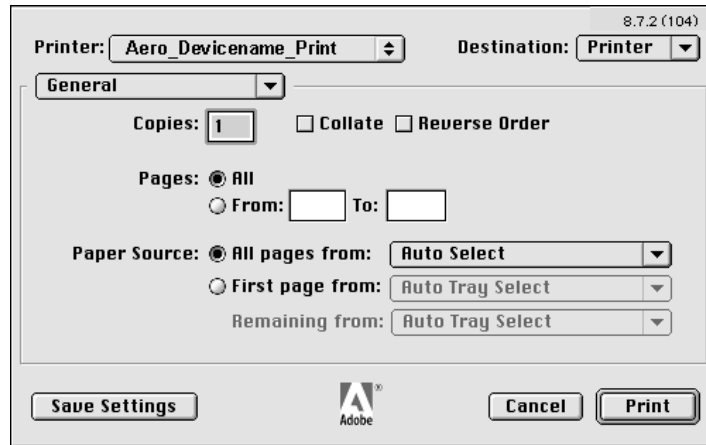 8.7.2 (104)
Printer: Aero_Devicename_Print Destination: Printer
General
Copies: 1 Collate Reverse Order
Pages: All
From: To:
Paper Source: All pages from: Auto Select
First page from: Auto Tray Select
Remaining from: Auto Tray Select
Save Settings Adobe ® Cancel Print